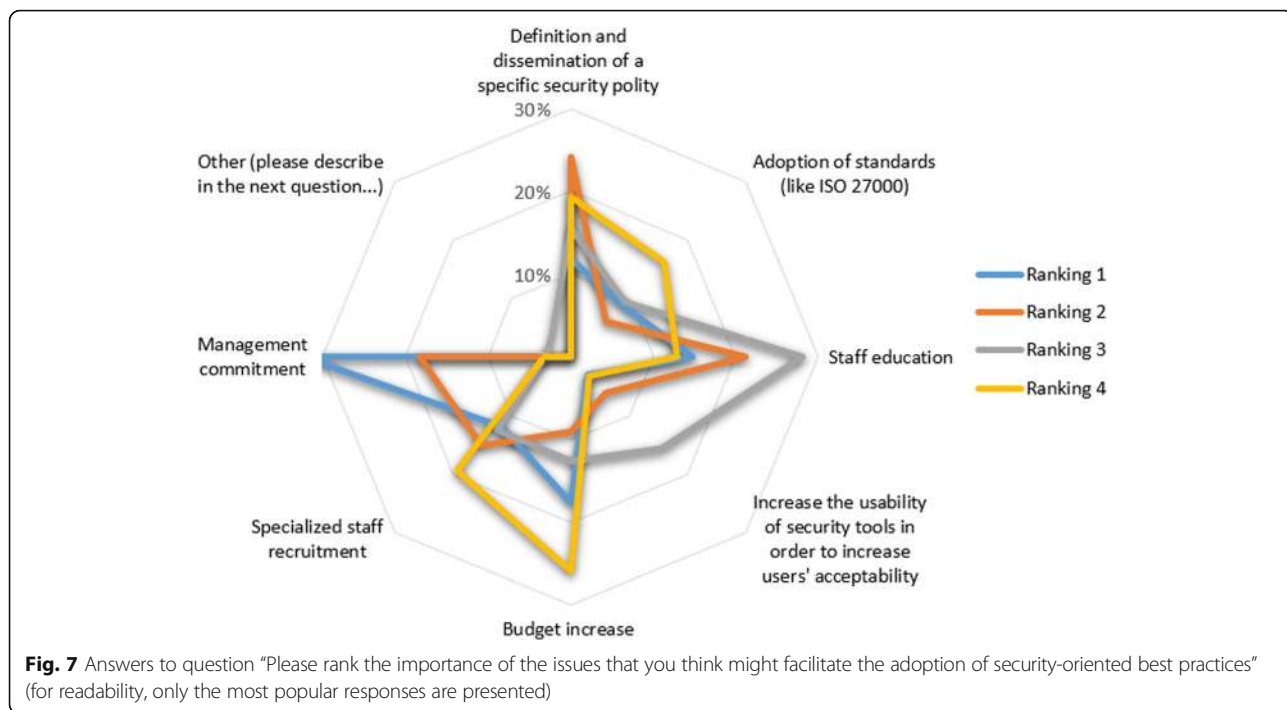 Definition and
dissemination of a
specific security polity
30%
Other (please describe
in the next question...)
Adoption of standards
(like ISO 27000)
20%
10%
Ranking 1
Ranking 2
Ranking 3
Ranking 4
Management
commitment
Staff education
Specialized staff
recruitment
Increase the usability
of security tools in
order to increase
users' acceptability
Budget increase
Fig. 7 Answers to question “Please rank the importance of the issues that you think might facilitate the adoption of security-oriented best practices”
(for readability, only the most popular responses are presented)